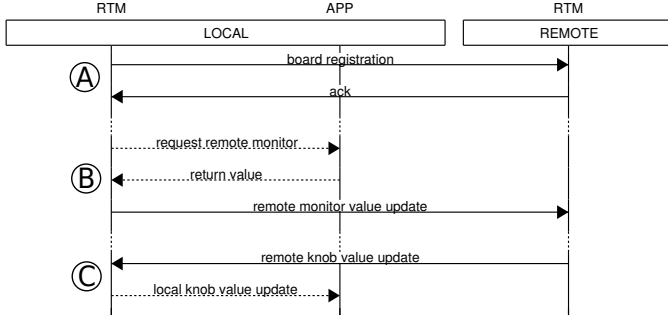 RTM APP RTM
LOCAL REMOTE
board registration
A
ack
request remote monitor
B
return value
remote monitor value update
remote knob value update
C
local knob value update